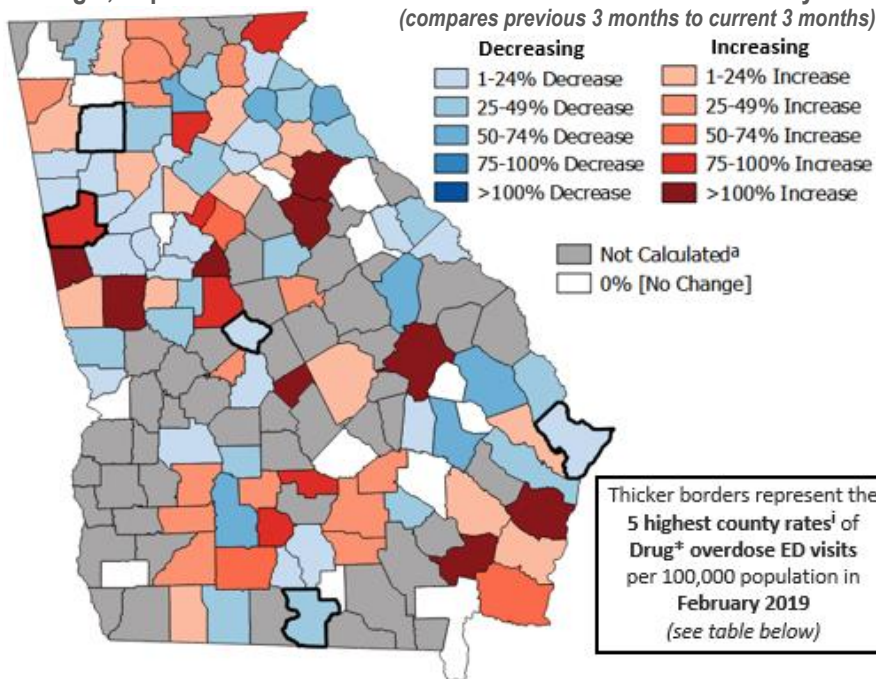 (compares previous 3 months to current 3 months)
Decreasing
Increasing
1-24% Decrease
1-24% Increase
25-49% Decrease
25-49% Increase
50-74% Decrease
50-74% Increase
75-100% Decrease
75-100% Increase
>100% Decrease
>100% Increase
Not Calculatedᵃ
0% [No Change]
Thicker borders represent the
5 highest county ratesⁱ of
Drug* overdose ED visits
per 100,000 population in
February 2019
(see table below)